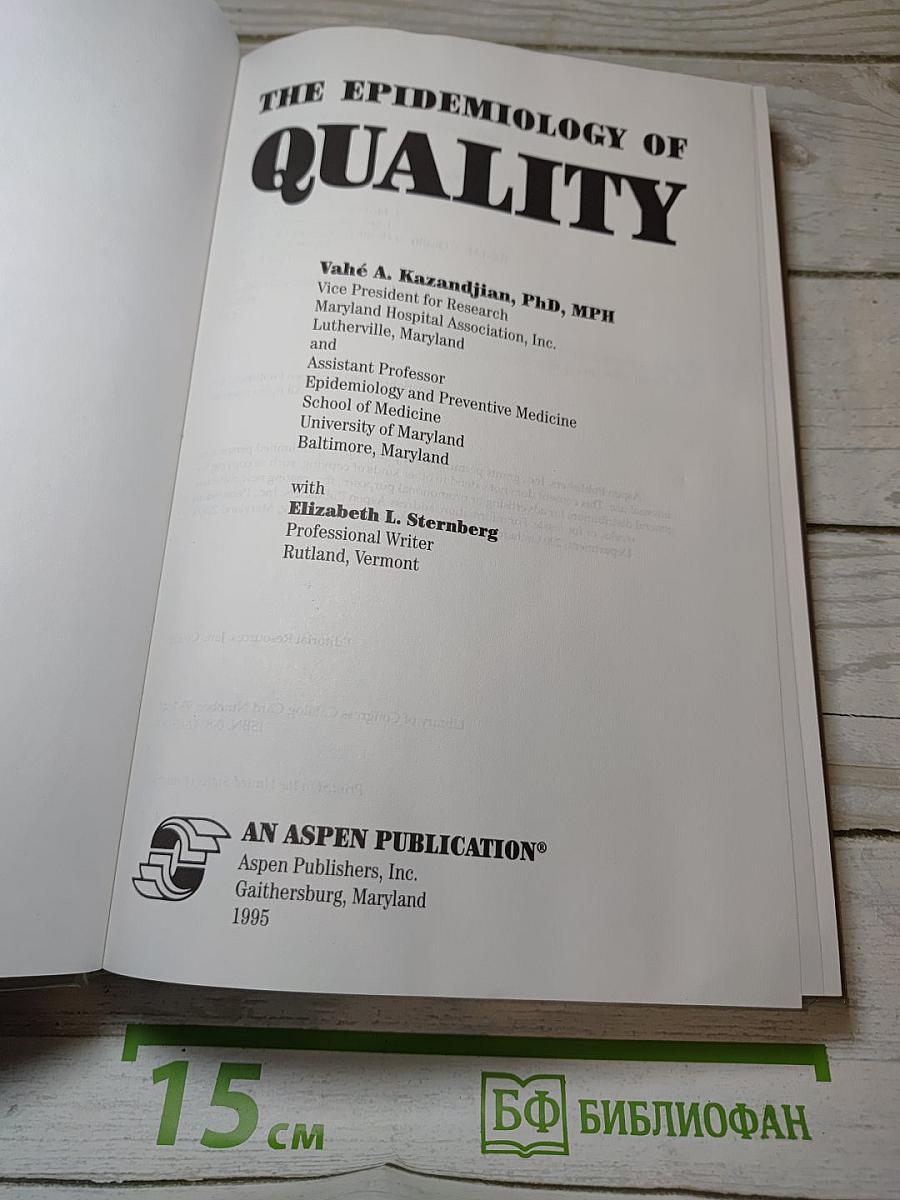 THE EPIDEMIOLOGY OF
QUALITY
Vahé A. Kazandjian, PhD, MPH
Vice President for Research
Maryland Hospital Association, Inc.
Lutherville, Maryland
and
Assistant Professor
Epidemiology and Preventive Medicine
School of Medicine
University of Maryland
Baltimore, Maryland
with
Elizabeth L. Sternberg
Professional Writer
Rutland, Vermont
AN ASPEN PUBLICATION®
Aspen Publishers, Inc.
Gaithersburg, Maryland
1995
15 см
БФ БИБЛИОФАН